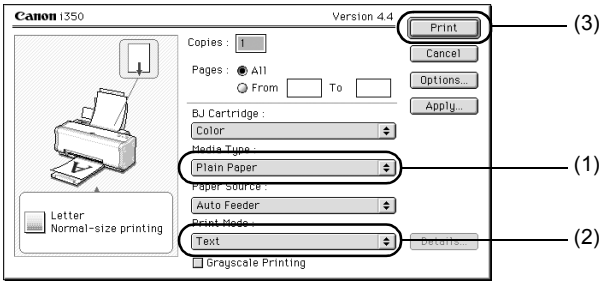 Canon i350
Version 4.4
Print
(3)
Copies : 1
Cancel
Pages : All
From To
Options...
Apply...
BJ Cartridge :
Color
Media Type :
Plain Paper
(1)
Paper Source :
Auto Feeder
Print Mode :
Text
(2)
Details...
Grayscale Printing
A
Letter
Normal-size printing